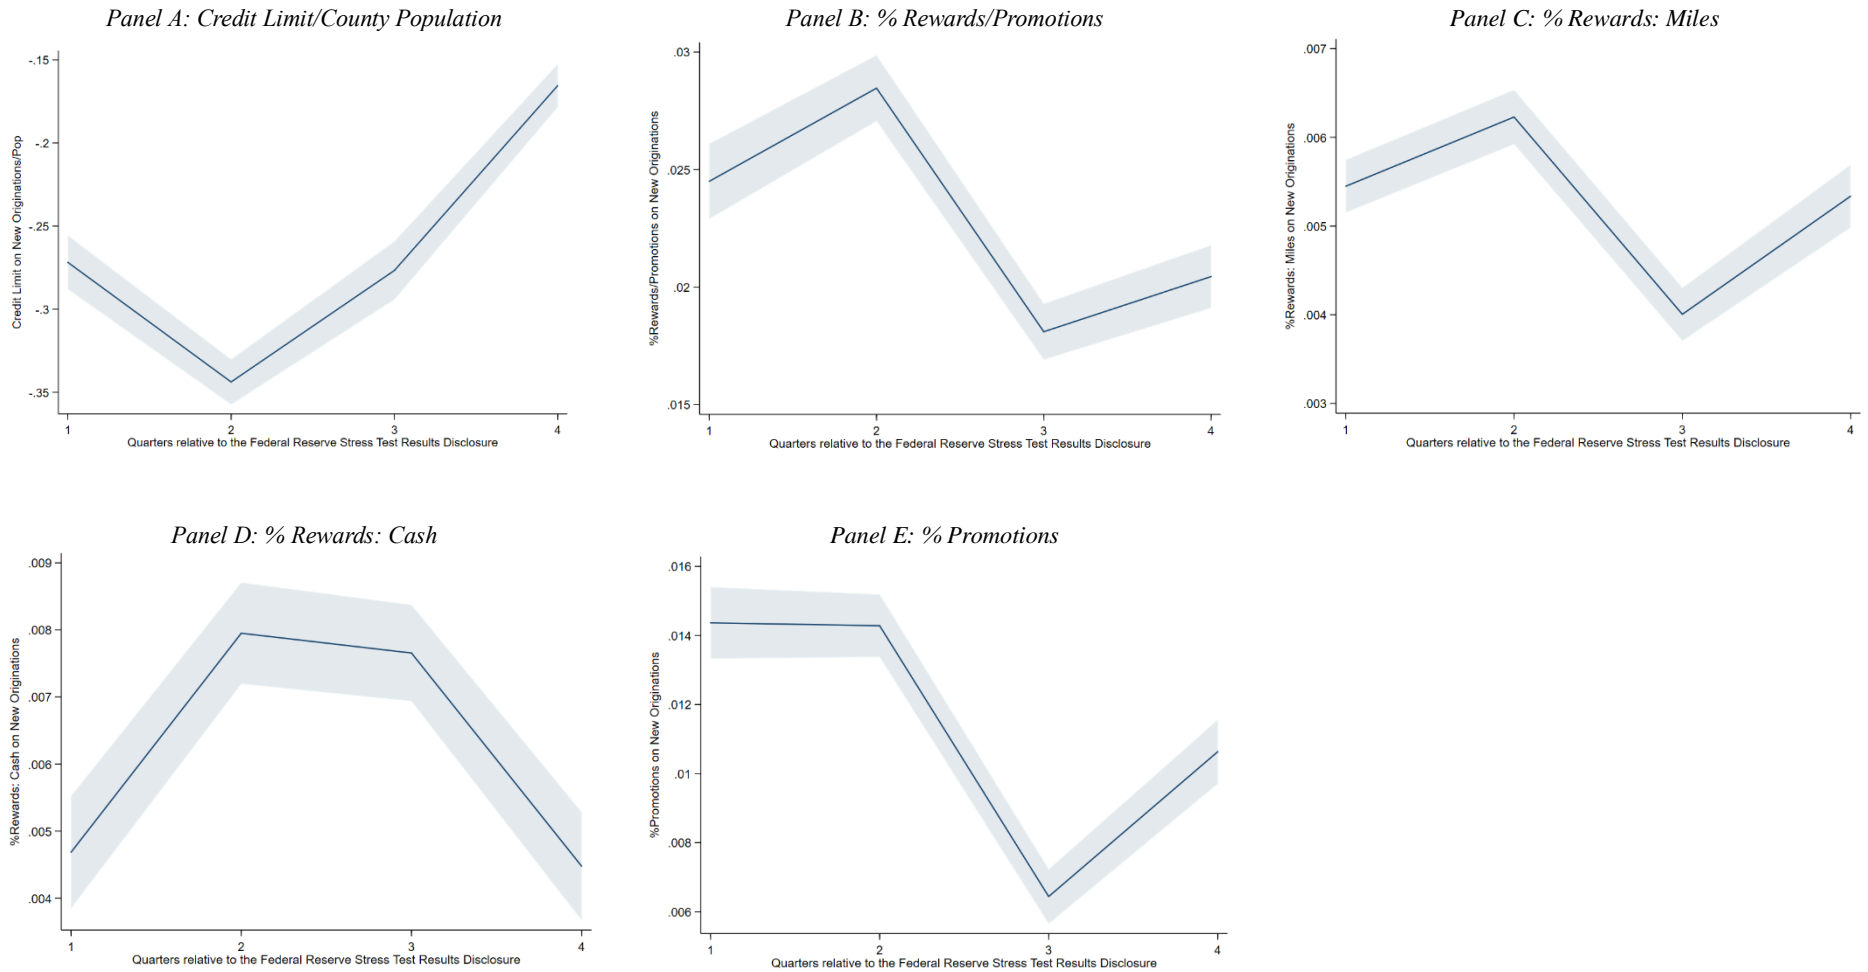 Panel A: Credit Limit/County Population
Credit Limit on New Originations/Pop
-.15
-.2
-.25
-.3
-.35
1 2 3 4
Quarters relative to the Federal Reserve Stress Test Results Disclosure
Panel B: % Rewards/Promotions
%Rewards/Promotions on New Originations
.03
.025
.02
.015
1 2 3 4
Quarters relative to the Federal Reserve Stress Test Results Disclosure
Panel C: % Rewards: Miles
%Rewards: Miles on New Originations
.007
.006
.005
.004
.003
1 2 3 4
Quarters relative to the Federal Reserve Stress Test Results Disclosure
Panel D: % Rewards: Cash
%Rewards: Cash on New Originations
.009
.008
.007
.006
.005
.004
1 2 3 4
Quarters relative to the Federal Reserve Stress Test Results Disclosure
Panel E: % Promotions
%Promotions on New Originations
.016
.014
.012
.01
.008
.006
1 2 3 4
Quarters relative to the Federal Reserve Stress Test Results Disclosure